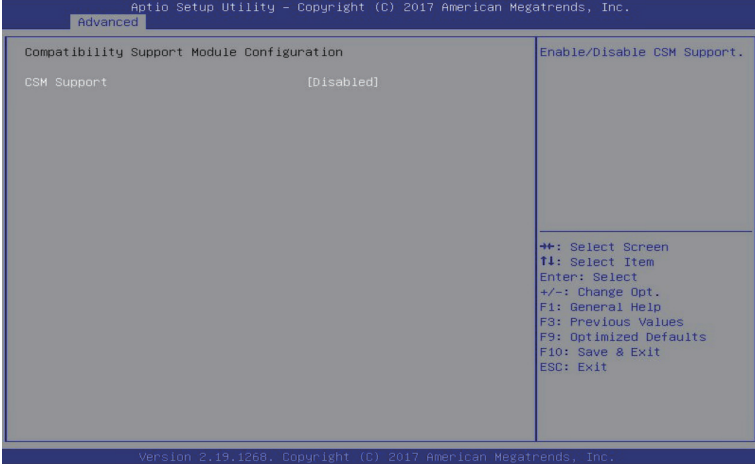 Aptio Setup Utility – Copyright (C) 2017 American Megatrends, Inc.
Advanced
Compatibility Support Module Configuration
CSM Support [Disabled]
Enable/Disable CSM Support.
→←: Select Screen
↑↓: Select Item
Enter: Select
+/-: Change Opt.
F1: General Help
F3: Previous Values
F9: Optimized Defaults
F10: Save & Exit
ESC: Exit
Version 2.19.1268. Copyright (C) 2017 American Megatrends, Inc.